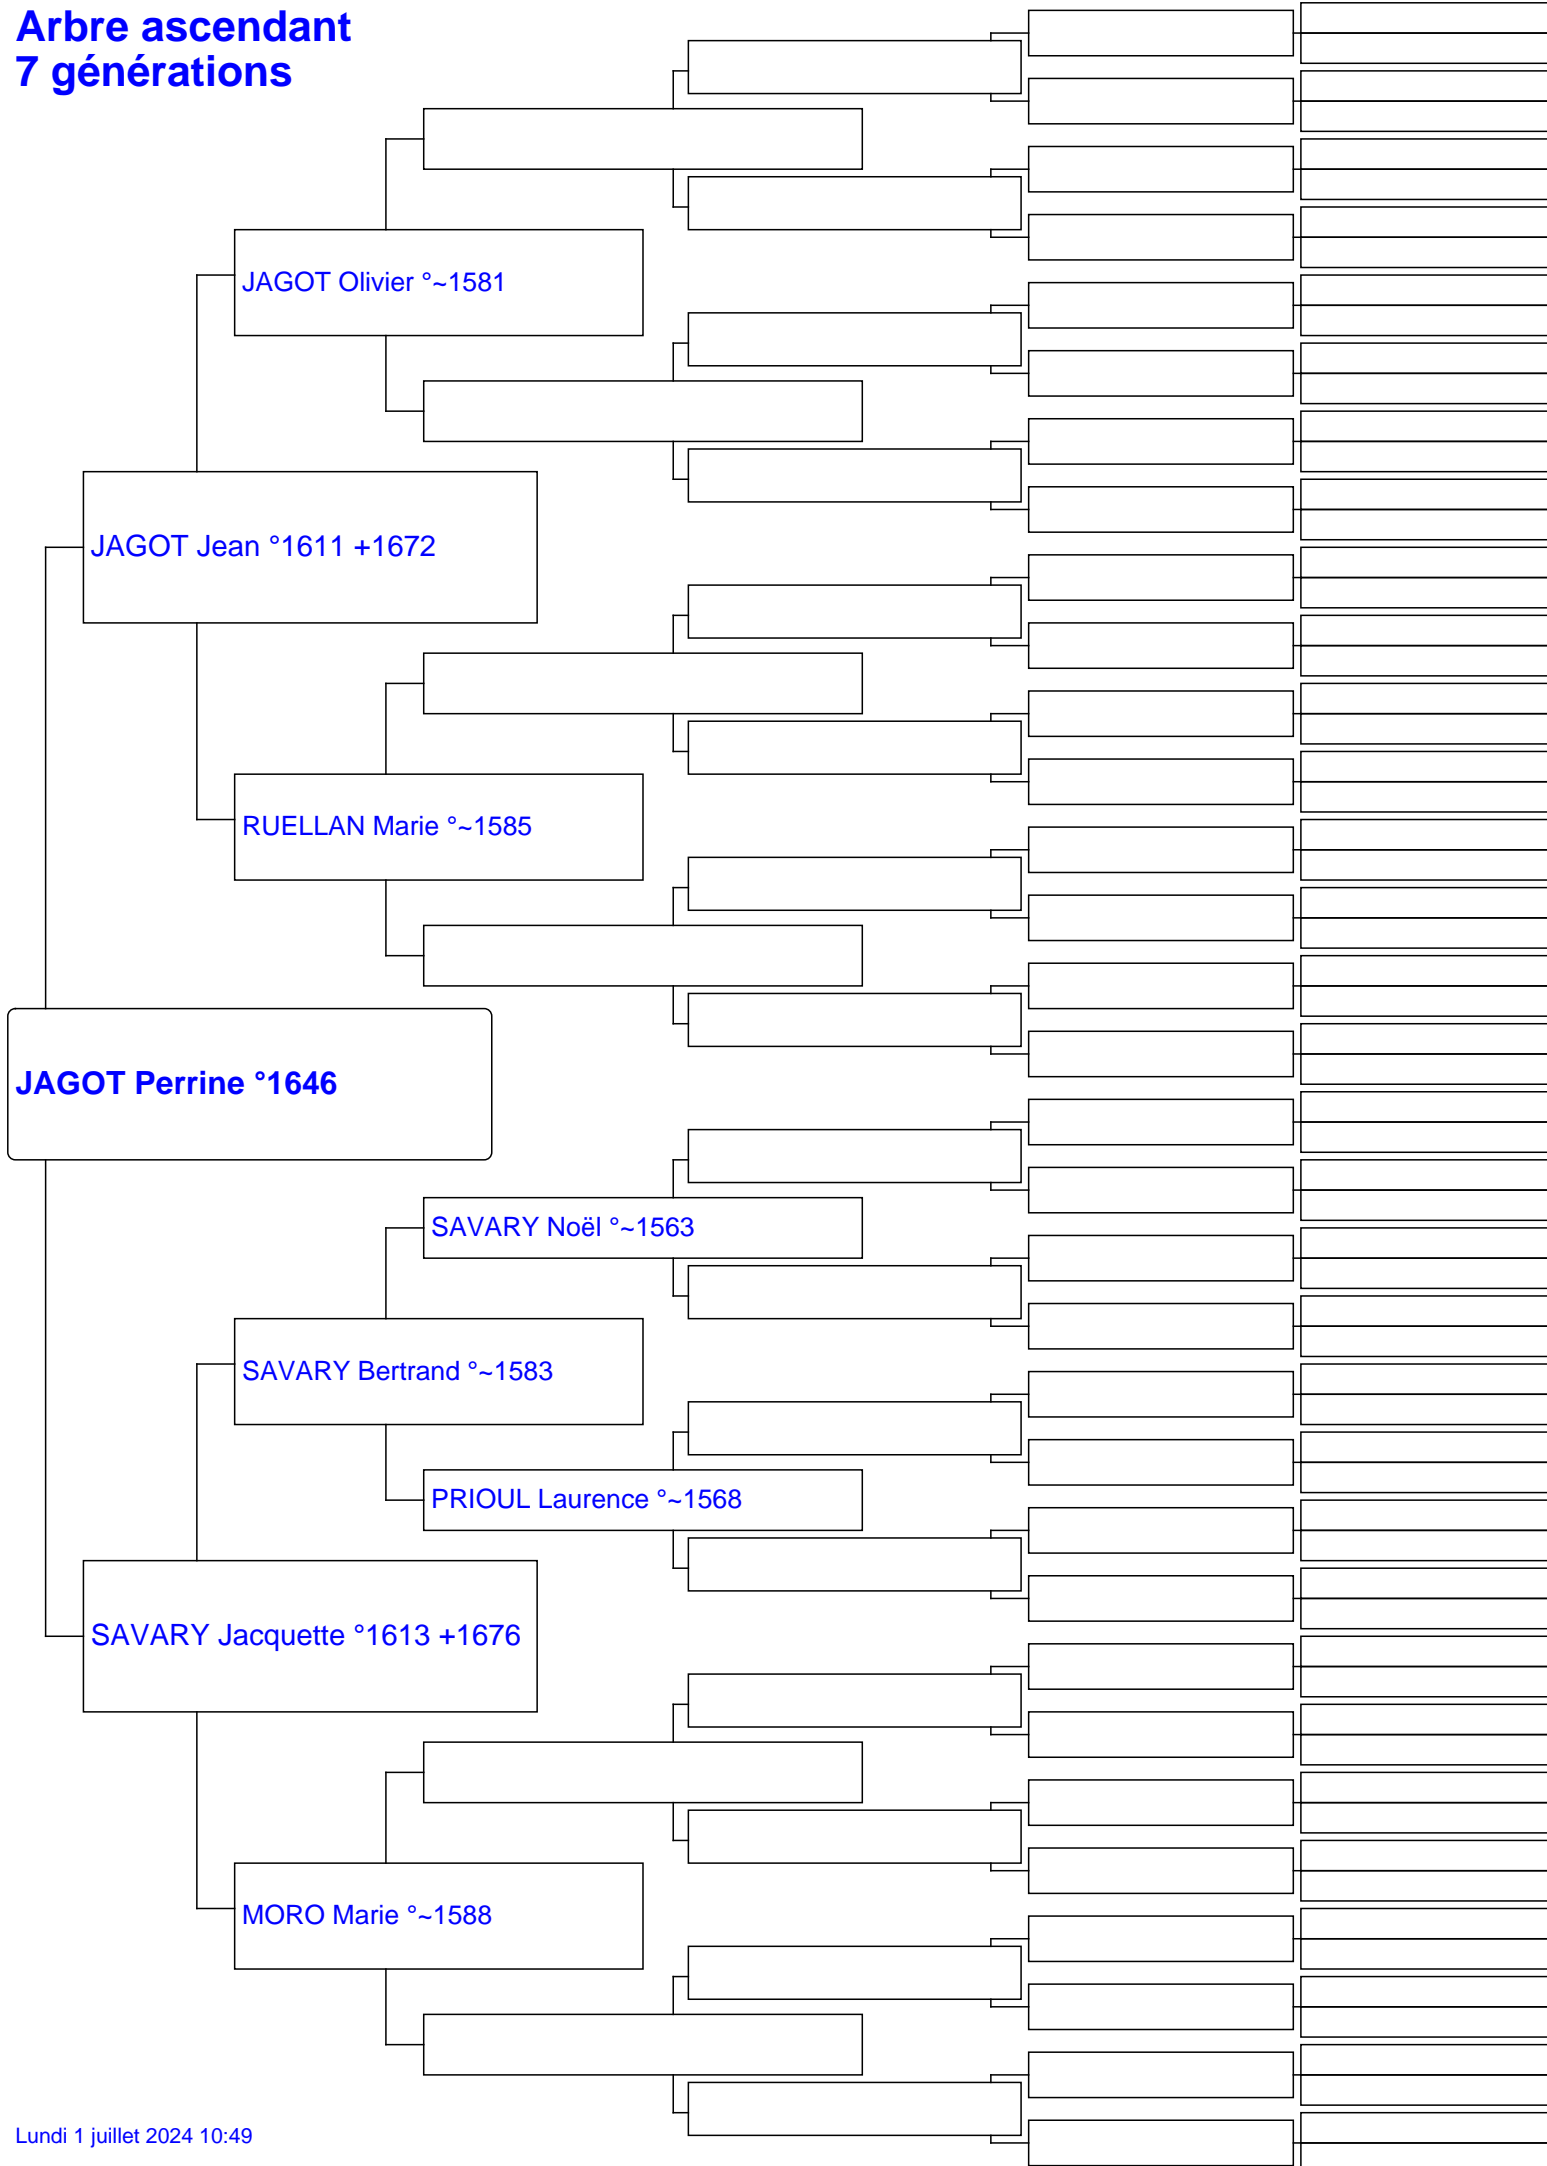 Arbre ascendant
7 générations
JAGOT Olivier °~1581
JAGOT Jean °1611 +1672
RUELLAN Marie °~1585
JAGOT Perrine °1646
SAVARY Noël °~1563
SAVARY Bertrand °~1583
PRIOUL Laurence °~1568
SAVARY Jacquette °1613 +1676
MORO Marie °~1588
Lundi 1 juillet 2024 10:49